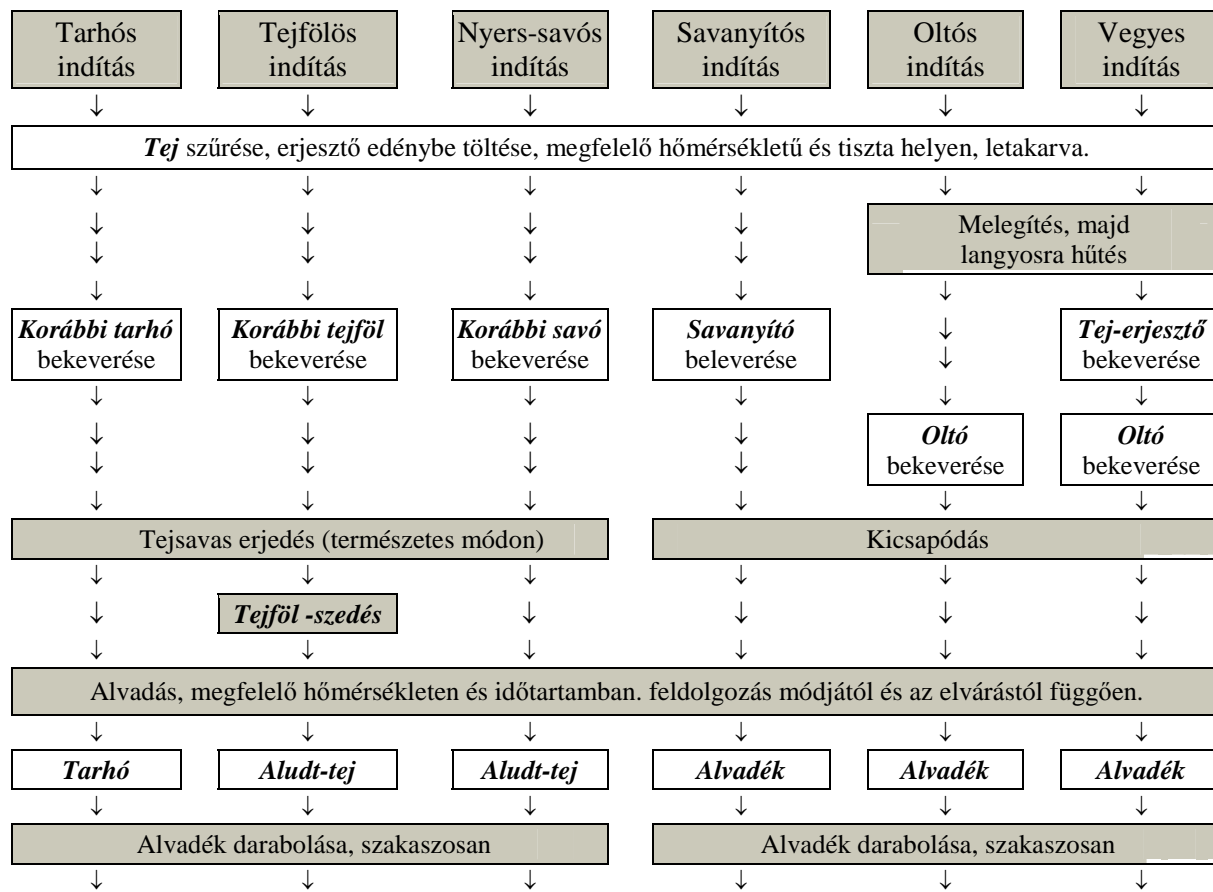 Tarhós
indítás
Tejfölös
indítás
Nyers-savós
indítás
Savanyítós
indítás
Oltós
indítás
Vegyes
indítás
↓ ↓ ↓ ↓ ↓ ↓
Tej szűrése, erjesztő edénybe töltése, megfelelő hőmérsékletű és tiszta helyen, letakarva.
↓ ↓ ↓ ↓ ↓ ↓
Melegítés, majd
langyosra hűtés
↓ ↓ ↓ ↓
↓ ↓ ↓ ↓
↓ ↓ ↓ ↓ ↓ ↓
Korábbi tarhó
bekeverése
Korábbi tejföl
bekeverése
Korábbi savó
bekeverése
Savanyító
beleverése
↓
↓
Tej-erjesztő
bekeverése
↓ ↓ ↓ ↓ ↓ ↓
Oltó
bekeverése
Oltó
bekeverése
↓ ↓ ↓ ↓
↓ ↓ ↓ ↓
↓ ↓ ↓ ↓ ↓ ↓
Tejsavas erjedés (természetes módon)
Kicsapódás
↓ ↓ ↓ ↓ ↓ ↓
Tejföl -szedés
↓ ↓ ↓ ↓ ↓
↓ ↓ ↓ ↓ ↓ ↓
Alvadás, megfelelő hőmérsékleten és időtartamban. feldolgozás módjától és az elvárástól függően.
↓ ↓ ↓ ↓ ↓ ↓
Tarhó
Aludt-tej
Aludt-tej
Alvadék
Alvadék
Alvadék
↓ ↓ ↓ ↓ ↓ ↓
Alvadék darabolása, szakaszosan
Alvadék darabolása, szakaszosan
↓ ↓ ↓ ↓ ↓ ↓